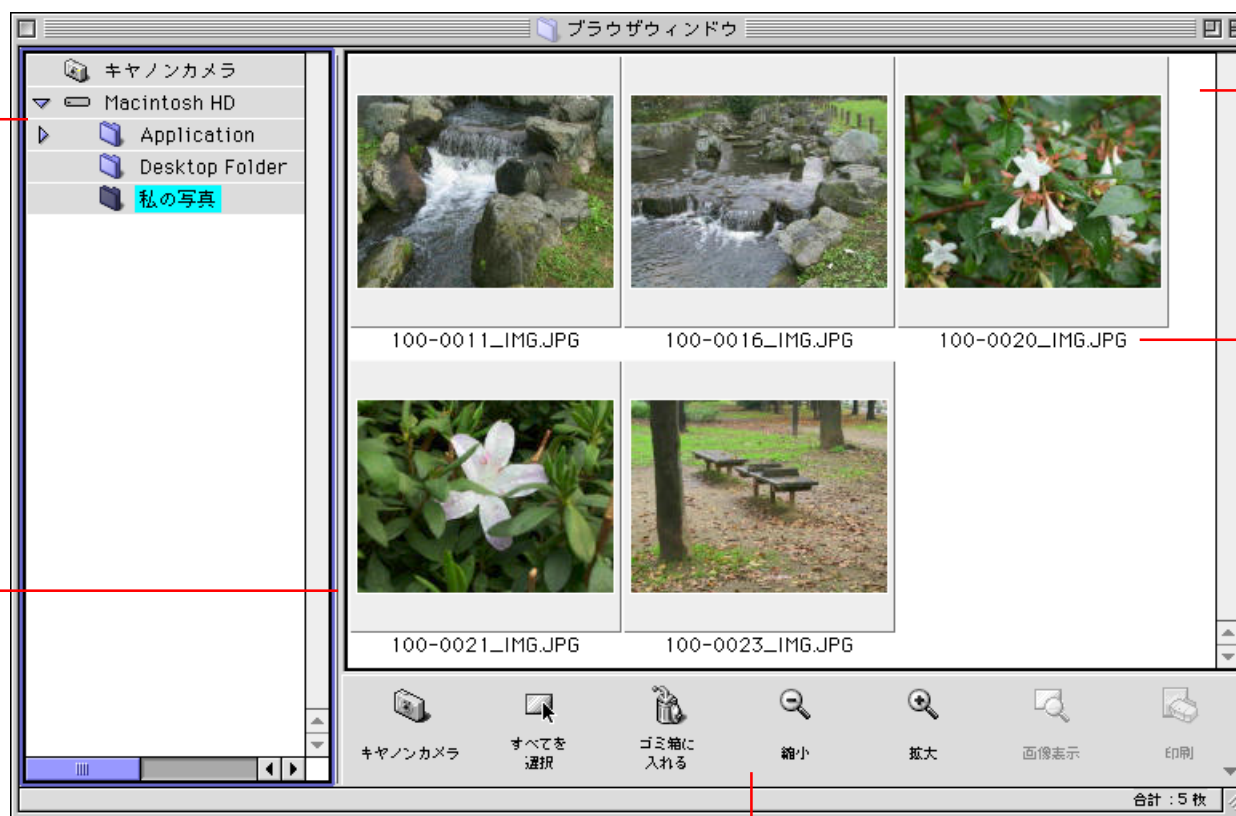 ブラウザウィンドウ
キヤノンカメラ
Macintosh HD
Application
Desktop Folder
私の写真
100-0011_IMG.JPG
100-0016_IMG.JPG
100-0020_IMG.JPG
100-0021_IMG.JPG
100-0023_IMG.JPG
キヤノンカメラ
すべてを
選択
ゴミ箱に
入れる
縮小
拡大
画像表示
印刷
合計：5 枚